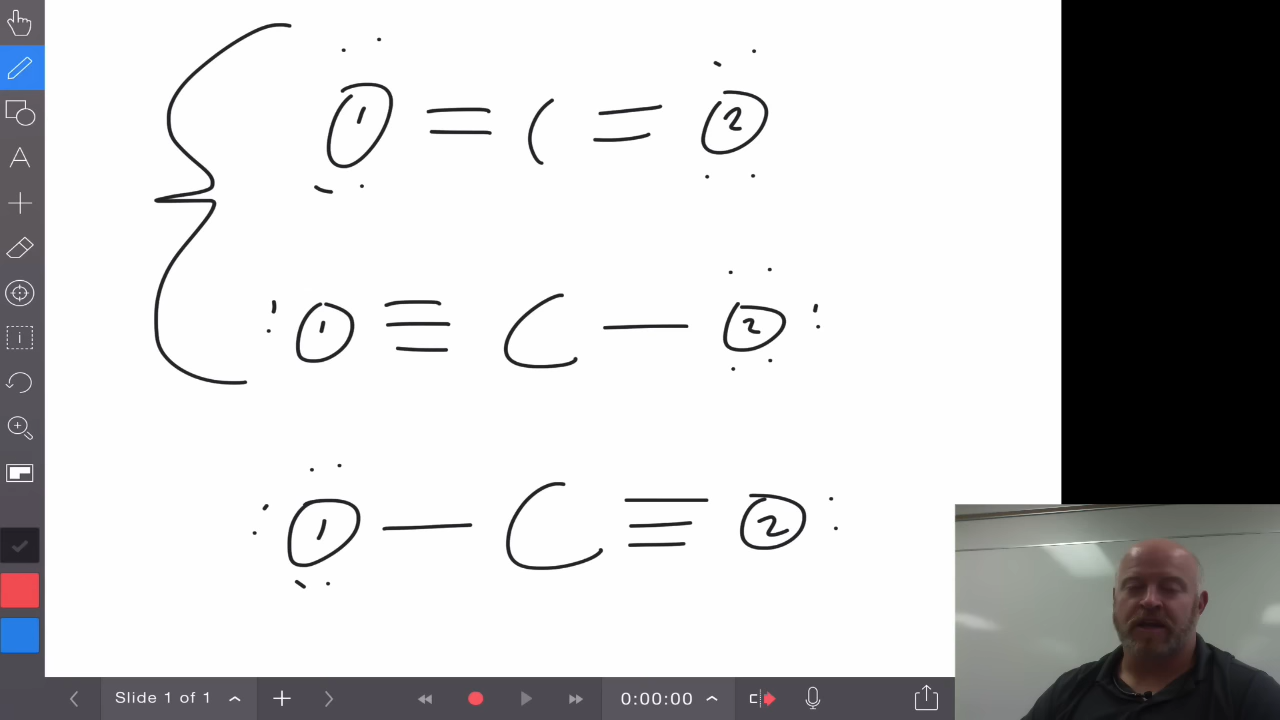 O 1 = C = O 2
: O 1 ≡ C — O 2 :
: O 1 — C ≡ O 2 :
A
i
Slide 1 of 1
0:00:00